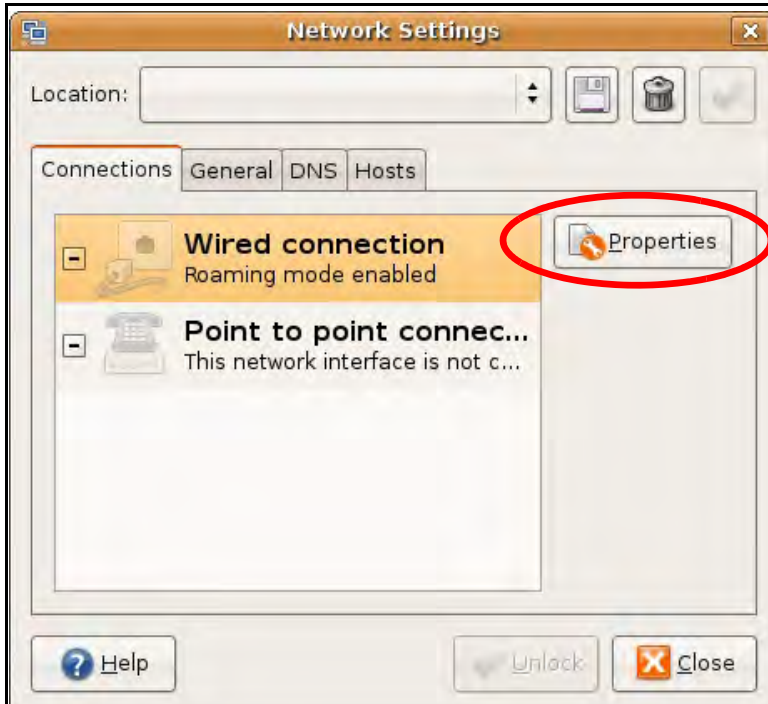 Network Settings
Location:
Connections General DNS Hosts
Wired connection
Roaming mode enabled
Properties
Point to point connec...
This network interface is not c...
Help
Unlock
Close